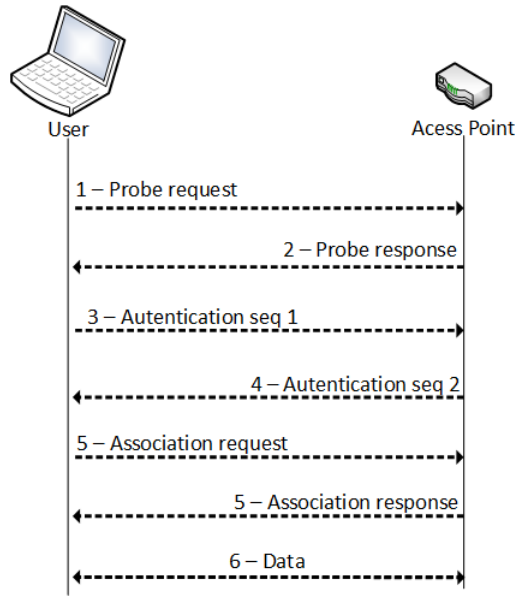 User
Acess Point
1 – Probe request
2 – Probe response
3 – Autentication seq 1
4 – Autentication seq 2
5 – Association request
5 – Association response
6 – Data